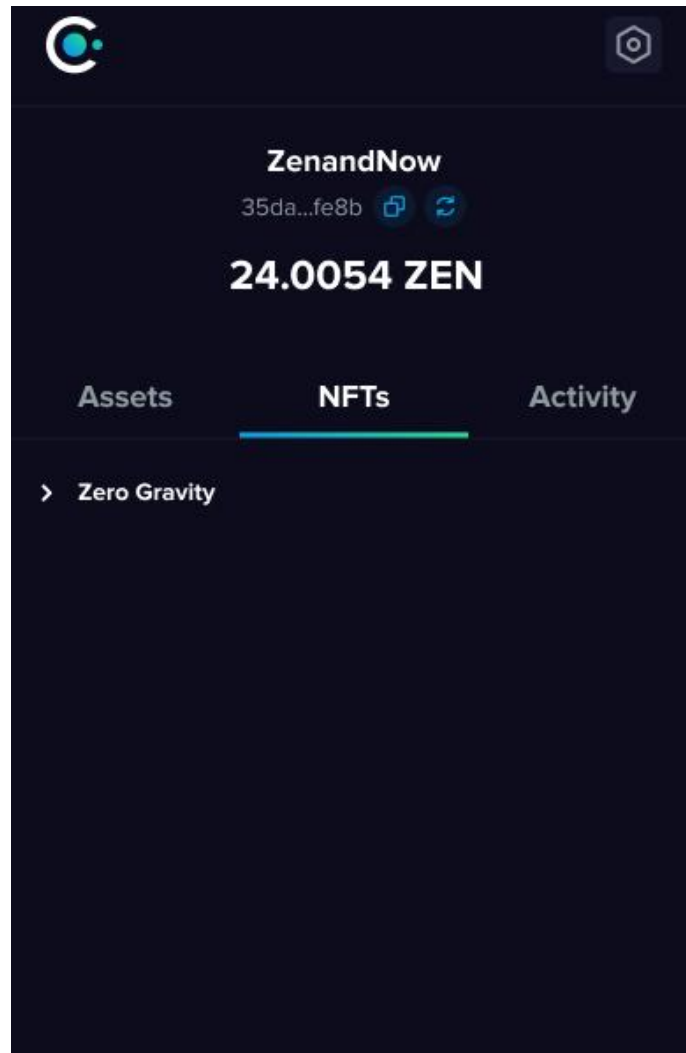 ZenandNow
35da...fe8b
24.0054 ZEN
Assets NFTs Activity
Zero Gravity